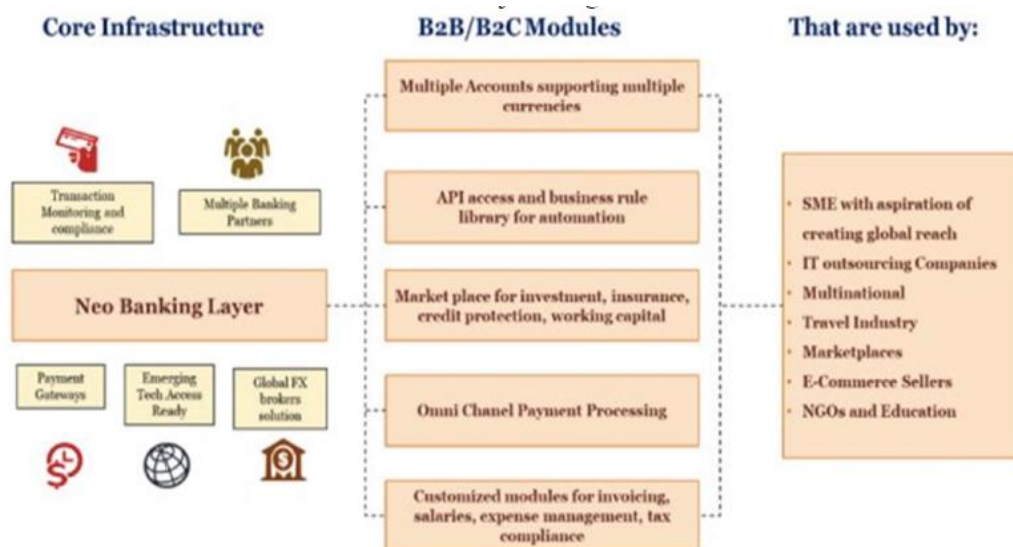 Core Infrastructure
B2B/B2C Modules
That are used by:
Transaction
Monitoring and
compliance
Multiple Banking
Partners
Neo Banking Layer
Payment
Gateways
Emerging
Tech Access
Ready
Global FX
brokers
solution
Multiple Accounts supporting multiple
currencies
API access and business rule
library for automation
Market place for investment, insurance,
credit protection, working capital
Omni Chanel Payment Processing
Customized modules for invoicing,
salaries, expense management, tax
compliance
• SME with aspiration of
creating global reach
• IT outsourcing Companies
• Multinational
• Travel Industry
• Marketplaces
• E-Commerce Sellers
• NGOs and Education